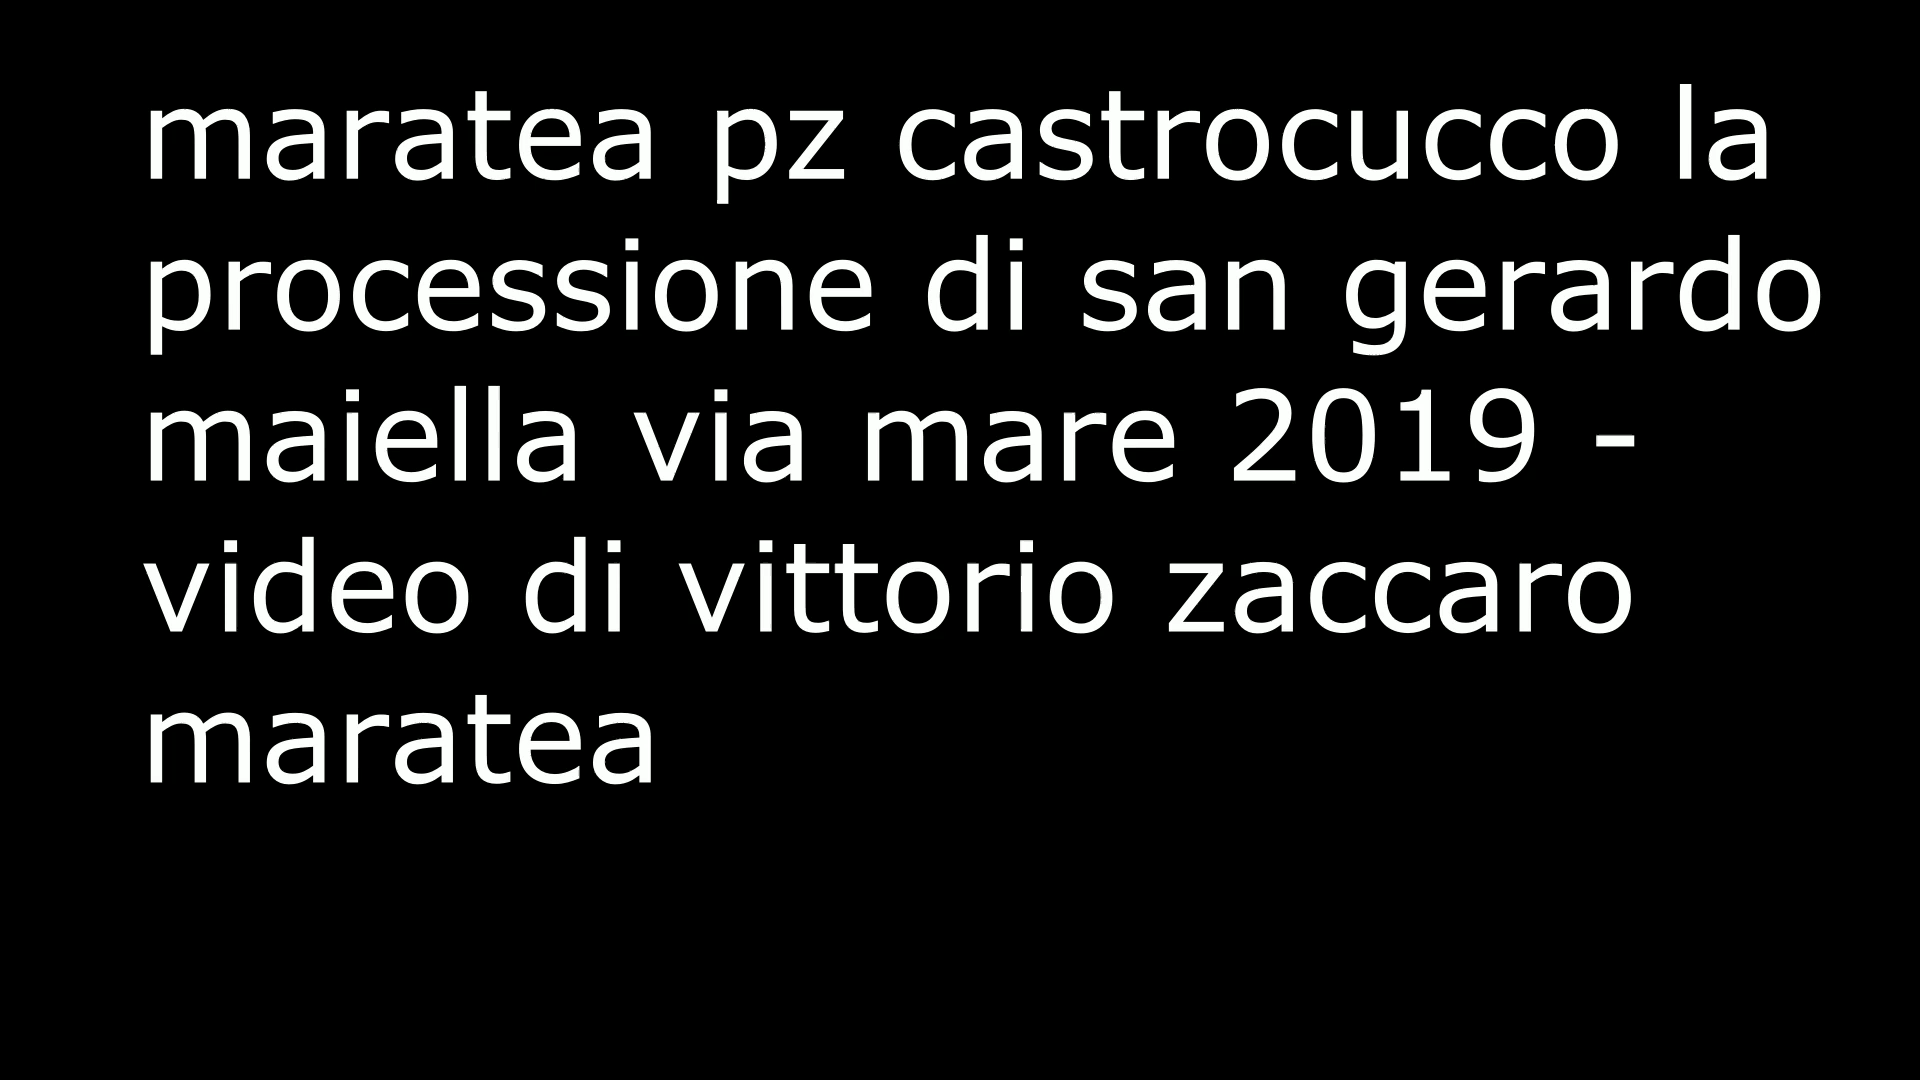 maratea pz castrocucco la
processione di san gerardo
maiella via mare 2019 -
video di vittorio zaccaro
maratea